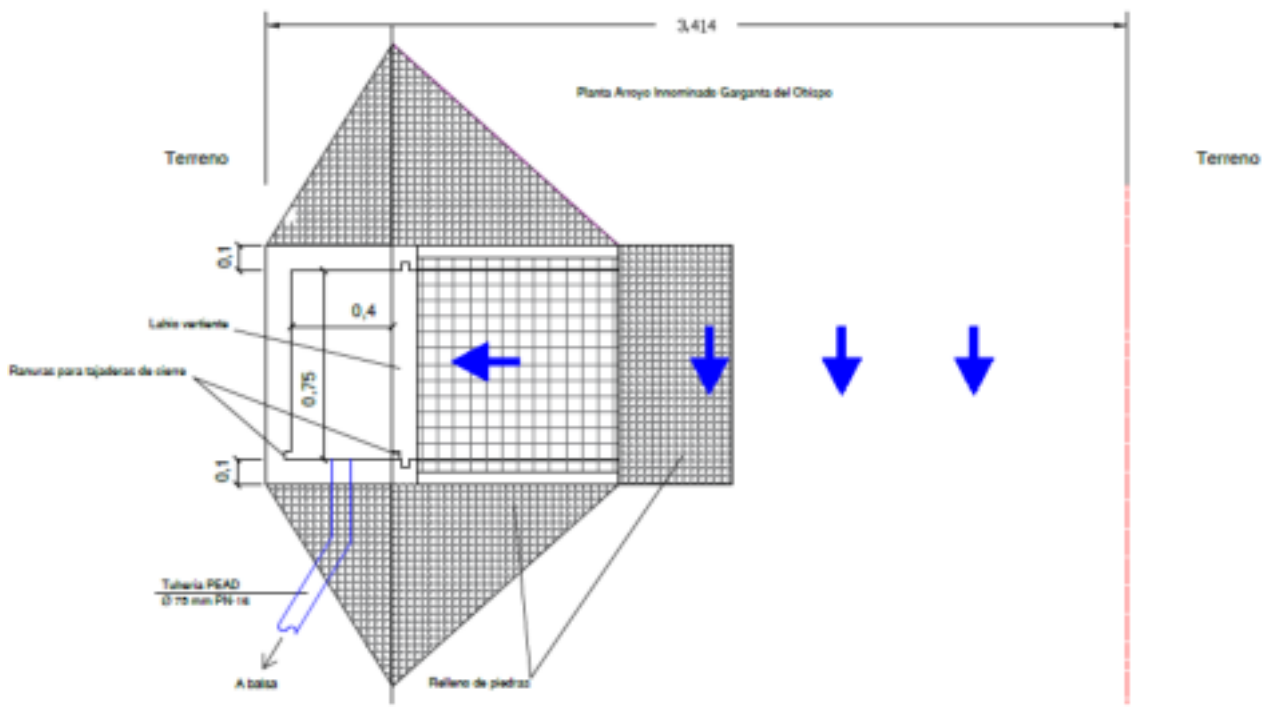 3,414
Planta Arroyo Innominado Garganta del Obispo
Terreno
Terreno
0,1
0,4
Labio vertiente
Ranuras para tajaderas de cierre
0,75
0,1
Tubería PEAD
Ø 75 mm PN-16
A balsa
Relleno de piedras